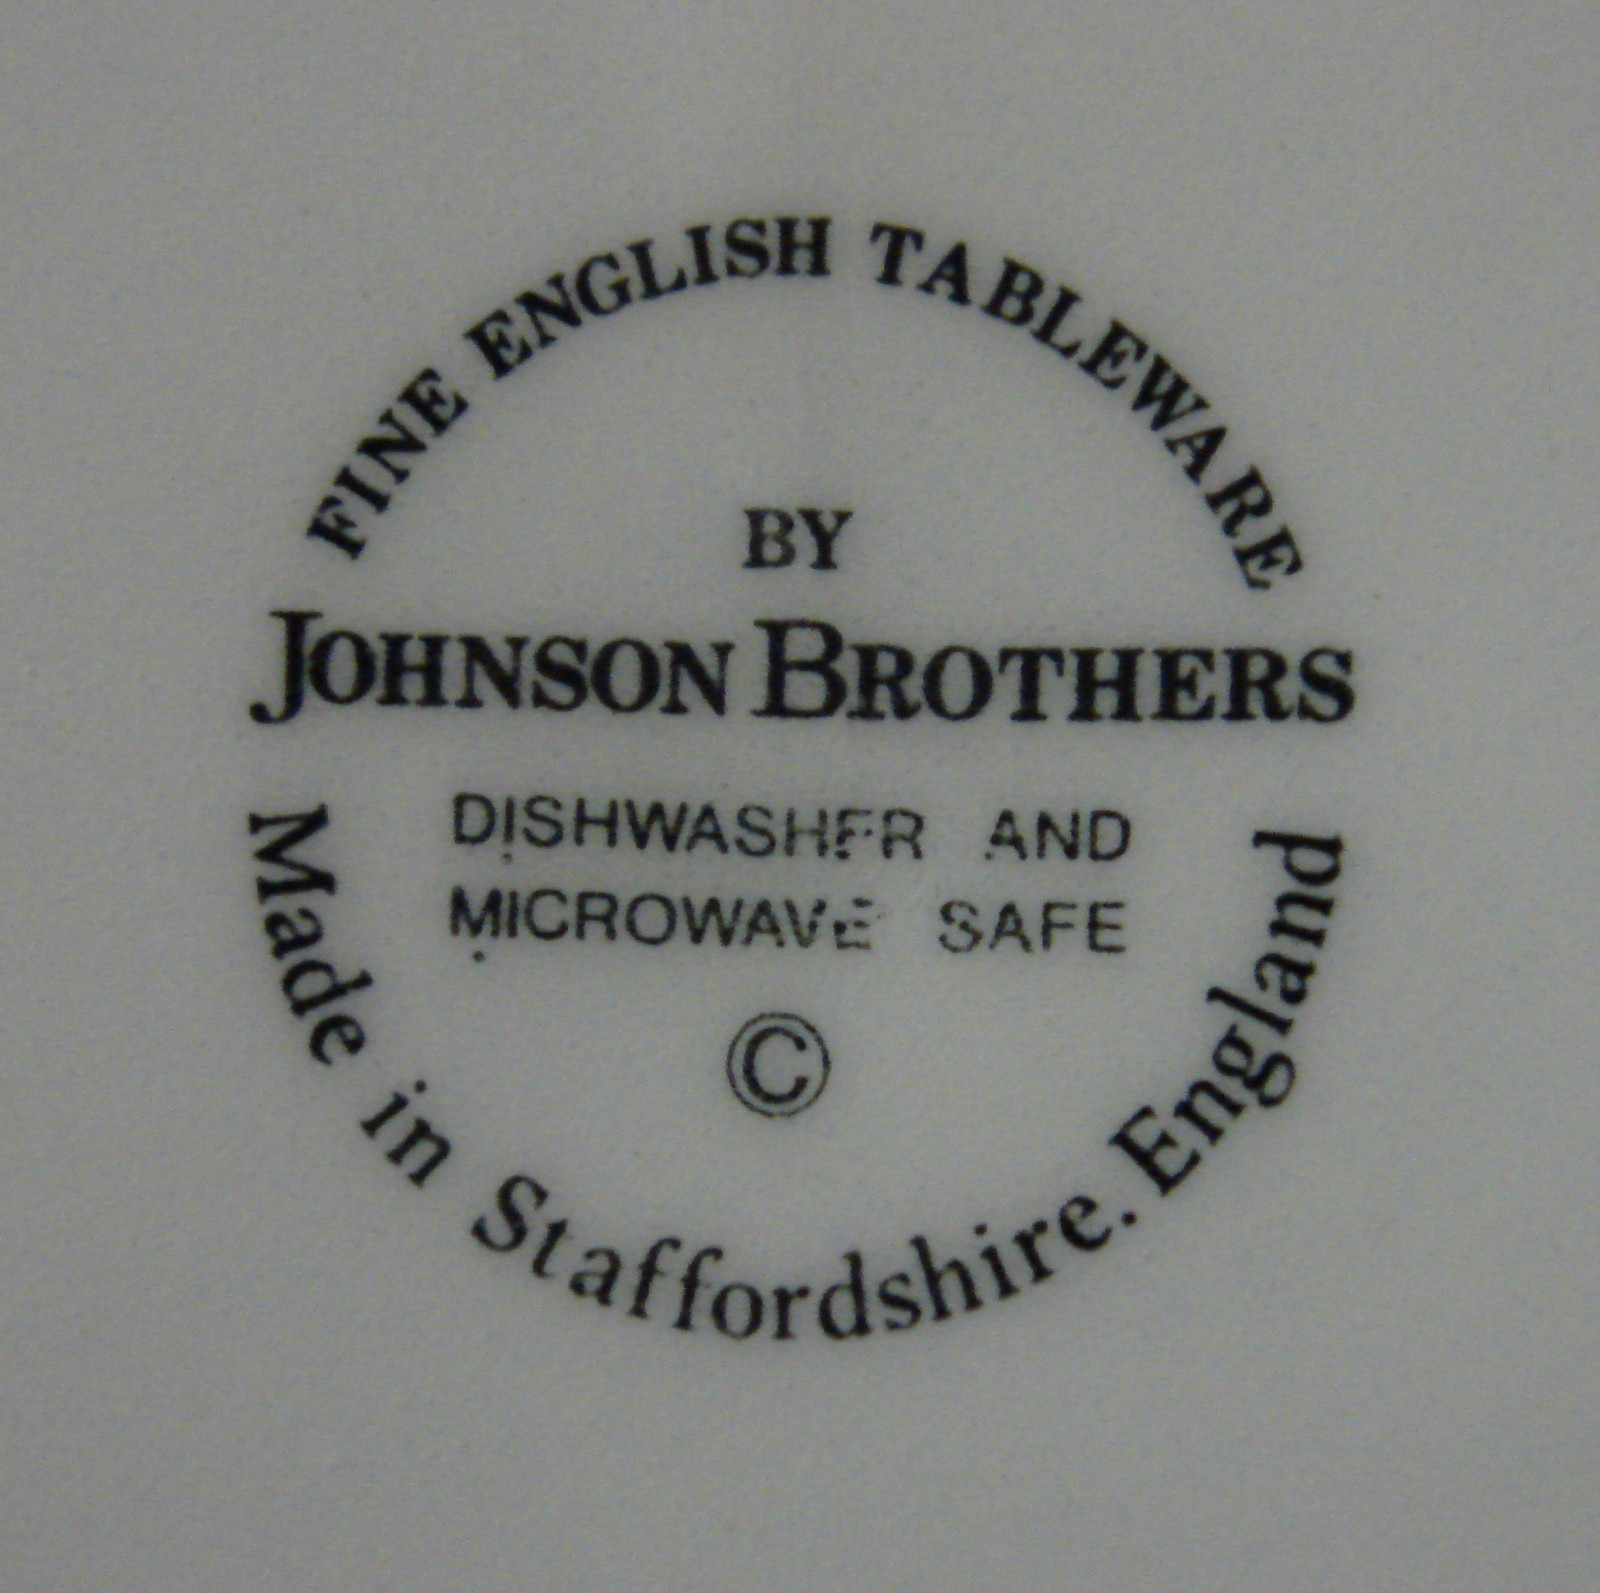 FINE ENGLISH TABLEWARE
BY
JOHNSON BROTHERS
DISHWASHER AND
MICROWAVE SAFE
©
Made in Staffordshire. England